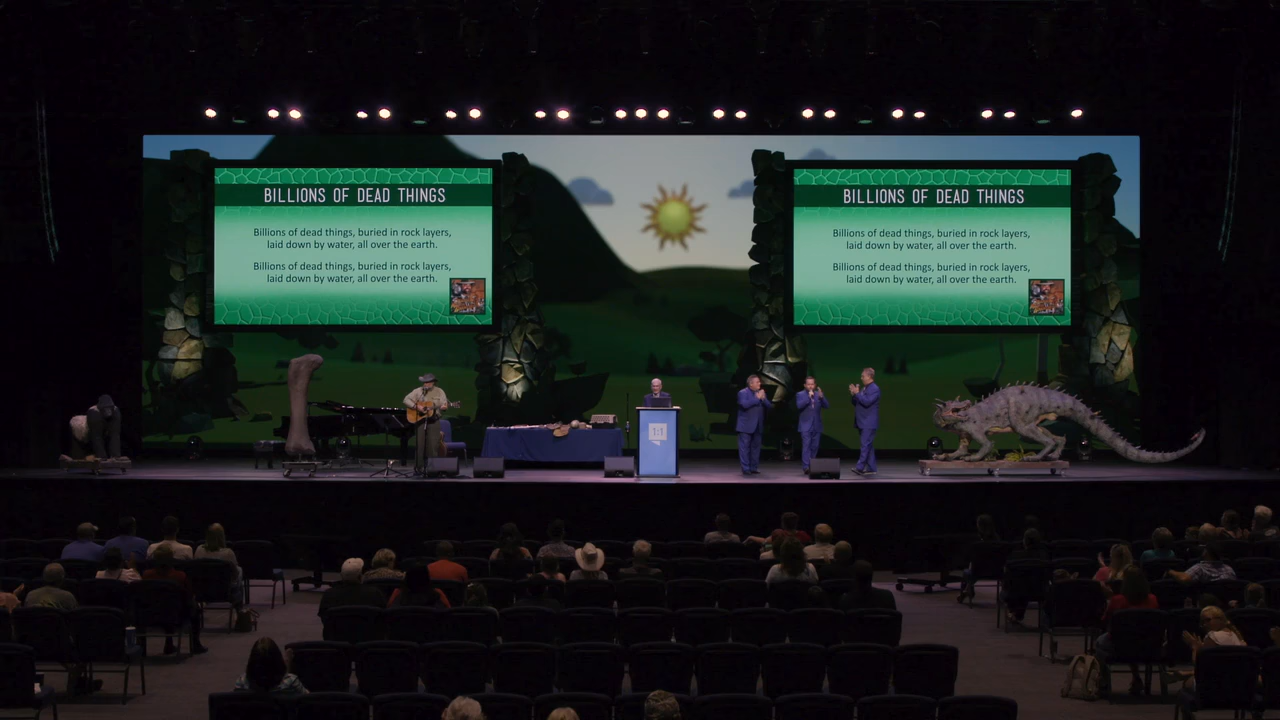 BILLIONS OF DEAD THINGS
Billions of dead things, buried in rock layers,
laid down by water, all over the earth.
Billions of dead things, buried in rock layers,
laid down by water, all over the earth.
BILLIONS OF DEAD THINGS
Billions of dead things, buried in rock layers,
laid down by water, all over the earth.
Billions of dead things, buried in rock layers,
laid down by water, all over the earth.
1:1